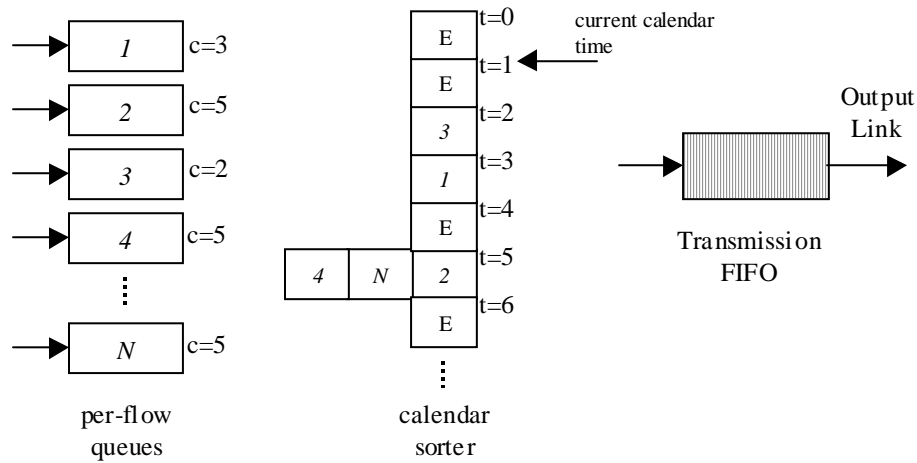 1 c=3
2 c=5
3 c=2
4 c=5
N c=5
per-flow
queues
t=0
E
t=1
E
t=2
3
t=3
1
t=4
E
t=5
4 N 2
t=6
E
calendar
sorter
current calendar
time
Output
Link
Transmission
FIFO